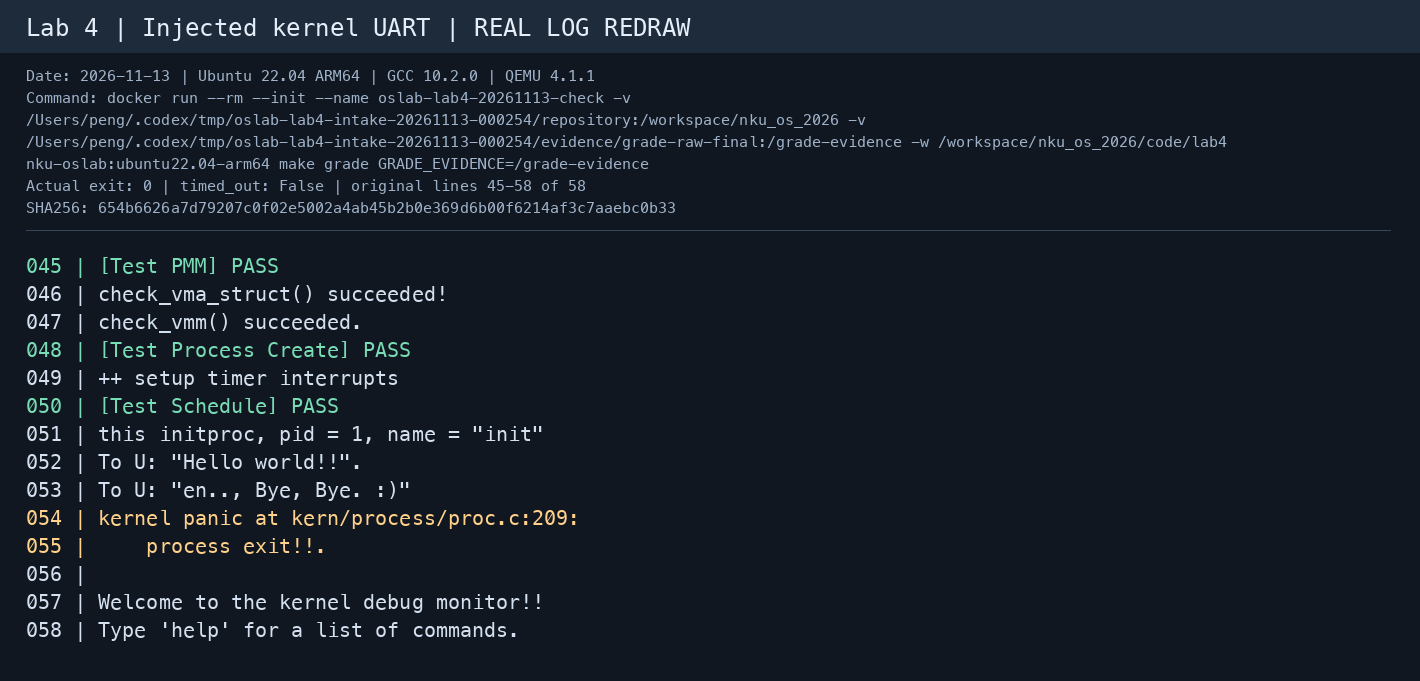 Lab 4 | Injected kernel UART | REAL LOG REDRAW
Date: 2026-11-13 | Ubuntu 22.04 ARM64 | GCC 10.2.0 | QEMU 4.1.1
Command: docker run --rm --init --name oslab-lab4-20261113-check -v
/Users/peng/.codex/tmp/oslab-lab4-intake-20261113-000254/repository:/workspace/nku_os_2026 -v
/Users/peng/.codex/tmp/oslab-lab4-intake-20261113-000254/evidence/grade-raw-final:/grade-evidence -w /workspace/nku_os_2026/code/lab4
nku-oslab:ubuntu22.04-arm64 make grade GRADE_EVIDENCE=/grade-evidence
Actual exit: 0 | timed_out: False | original lines 45-58 of 58
SHA256: 654b6626a7d79207c0f02e5002a4ab45b2b0e369d6b00f6214af3c7aaebc0b33
045 | [Test PMM] PASS
046 | check_vma_struct() succeeded!
047 | check_vmm() succeeded.
048 | [Test Process Create] PASS
049 | ++ setup timer interrupts
050 | [Test Schedule] PASS
051 | this initproc, pid = 1, name = "init"
052 | To U: "Hello world!!".
053 | To U: "en.., Bye, Bye. :)"
054 | kernel panic at kern/process/proc.c:209:
055 |     process exit!!.
056 |
057 | Welcome to the kernel debug monitor!!
058 | Type 'help' for a list of commands.